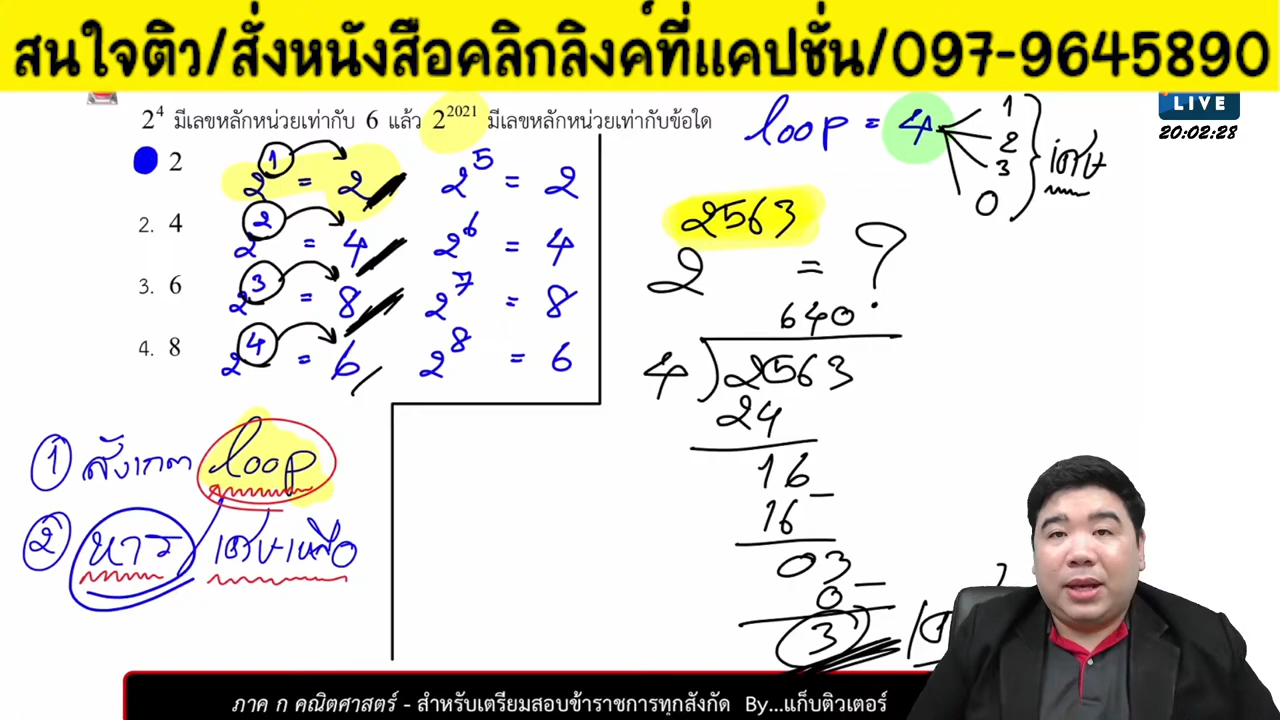 สนใจติว/สั่งหนังสือคลิกลิงค์ที่แคปชั่น/097-9645890
LIVE
20:02:28
2⁴ มีเลขหลักหน่วยเท่ากับ 6 แล้ว 2²⁰²¹ มีเลขหลักหน่วยเท่ากับข้อใด
2
2. 4
3. 6
4. 8
2¹ = 2
2² = 4
2³ = 8
2⁴ = 6
2⁵ = 2
2⁶ = 4
2⁷ = 8
2⁸ = 6
① สังเกต loop
② หาร / เศษเหลือ
loop = 4
1
2
3
0
เศษ
2²⁵⁶³ = ?
640
4)2563
24
16
16
03
0
3
ภาค ก คณิตศาสตร์ - สำหรับเตรียมสอบข้าราชการทุกสังกัด By...แก็บติวเตอร์